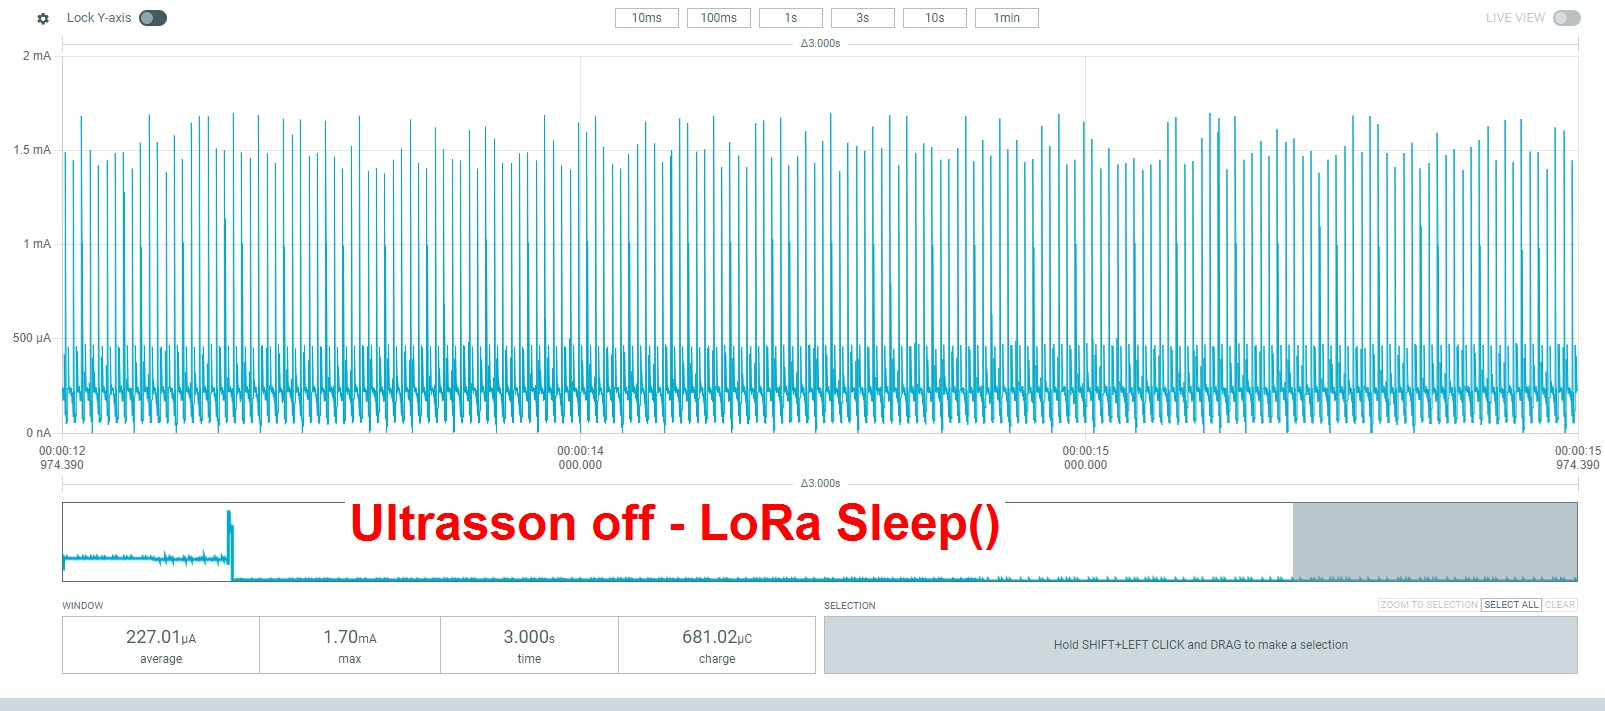 Lock Y-axis
10ms 100ms 1s 3s 10s 1min
LIVE VIEW
Δ3.000s
2 mA
1.5 mA
1 mA
500 µA
0 nA
00:00:12 00:00:14 00:00:15 00:00:15
974.390 000.000 000.000 974.390
Δ3.000s
Ultrasson off - LoRa Sleep()
WINDOW
227.01µA 1.70mA 3.000s 681.02µC
average max time charge
SELECTION
ZOOM TO SELECTION SELECT ALL CLEAR
Hold SHIFT+LEFT CLICK and DRAG to make a selection